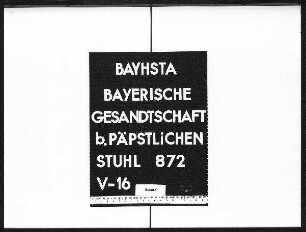 BAYHSTA
BAYERISCHE
GESANDTSCHAFT
b. PÄPSTLiCHEN
STUHL 872
V-16